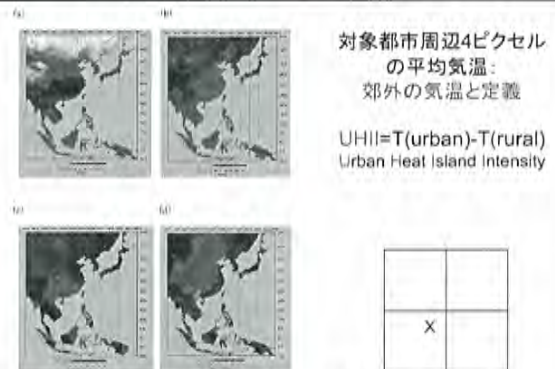 (a)
(b)
対象都市周辺4ピクセル
の平均気温:
郊外の気温と定義
UHII=T(urban)-T(rural)
Urban Heat Island Intensity
(c)
(d)
X